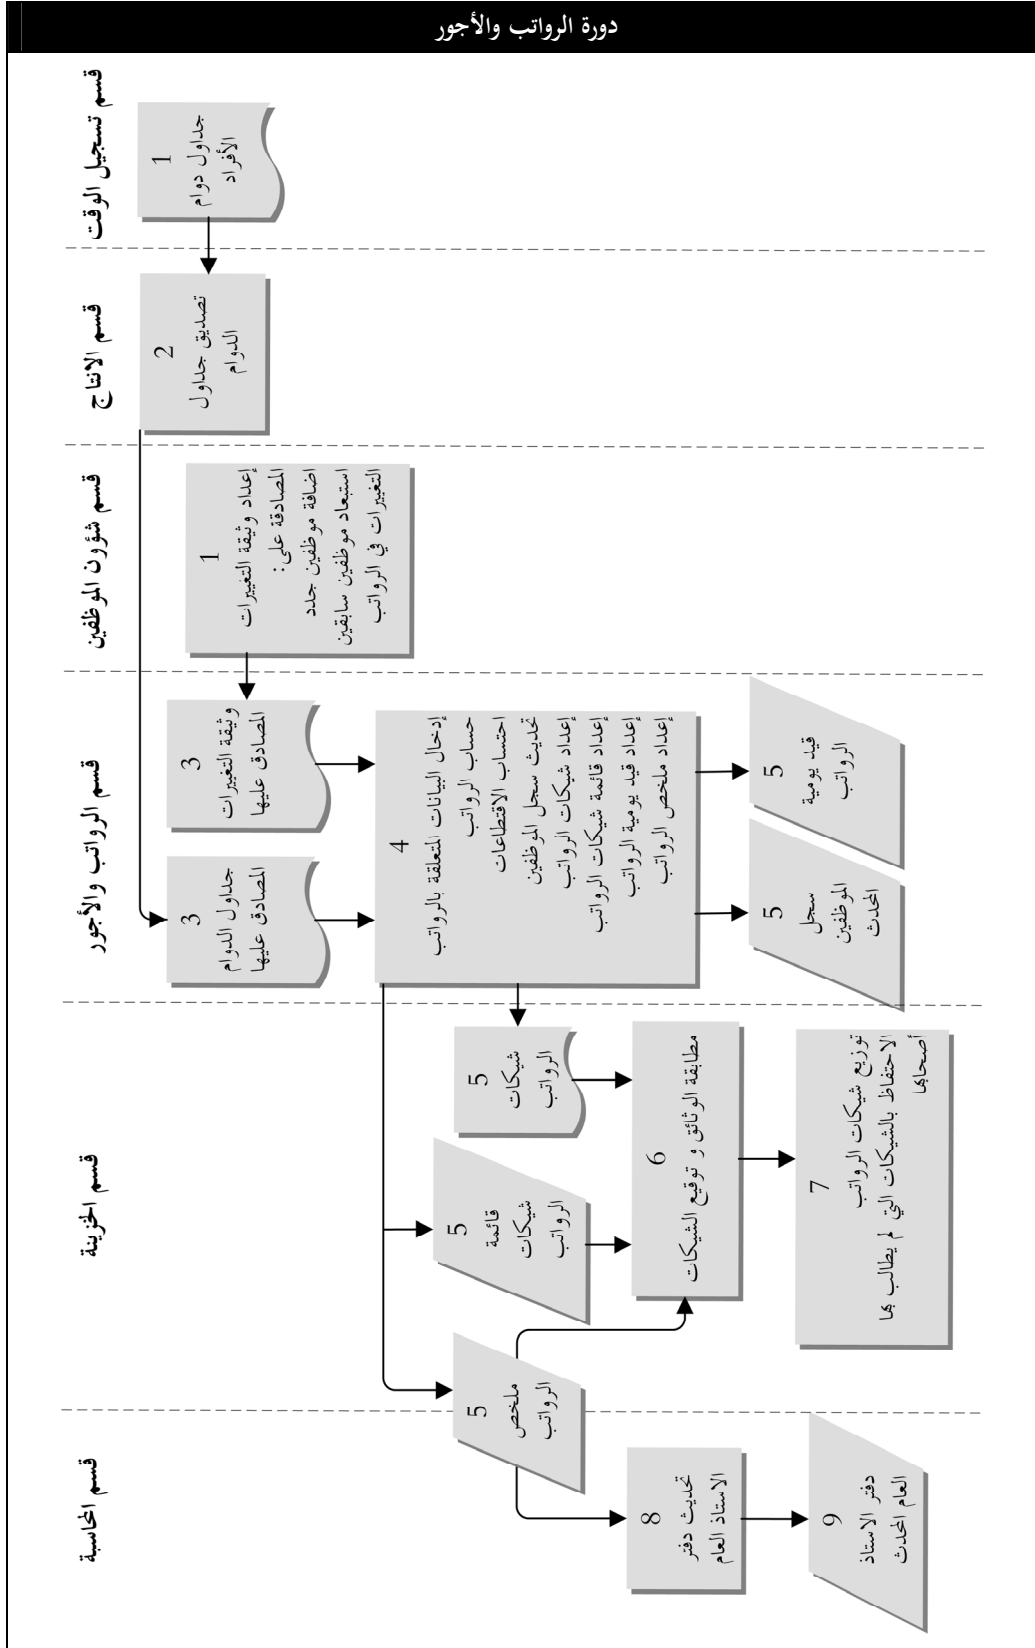 دورة الرواتب والأجور
قسم تسجيل الوقت
1
جداول دوام
الأفراد
قسم الانتاج
2
تصديق جداول
الدوام
قسم شؤورن الموظفين
1
إعداد وثيقة التغييرات
المصادقة على:
اضافة موظفين جدد
استبعاد موظفين سابقين
التغييرات في الرواتب
قسم الرواتب والأجور
3
وثيقة التغييرات
المصادق عليها
3
جداول الدوام
المصادق عليها
4
إدخال البيانات المتعلقة بالرواتب
حساب الرواتب
احتساب الاقتطاعات
تحديث سجل الموظفين
إعداد شيكات الرواتب
إعداد قائمة شيكات الرواتب
إعداد قيد يومية الرواتب
إعداد ملخص الرواتب
5
قيد يومية
الرواتب
5
سجل
الموظفين
المحدث
قسم الخزينة
5
شيكات
الرواتب
5
قائمة
شيكات
الرواتب
6
مطابقة الوثائق و توقيع الشيكات
7
توزيع شيكات الرواتب
الاحتفاظ بالشيكات التي لم يطالب بها
أصحابها
5
ملخص
الرواتب
قسم المحاسبة
8
تحديث دفتر
الاستاذ العام
9
دفتر الاستاذ
العام المحدث